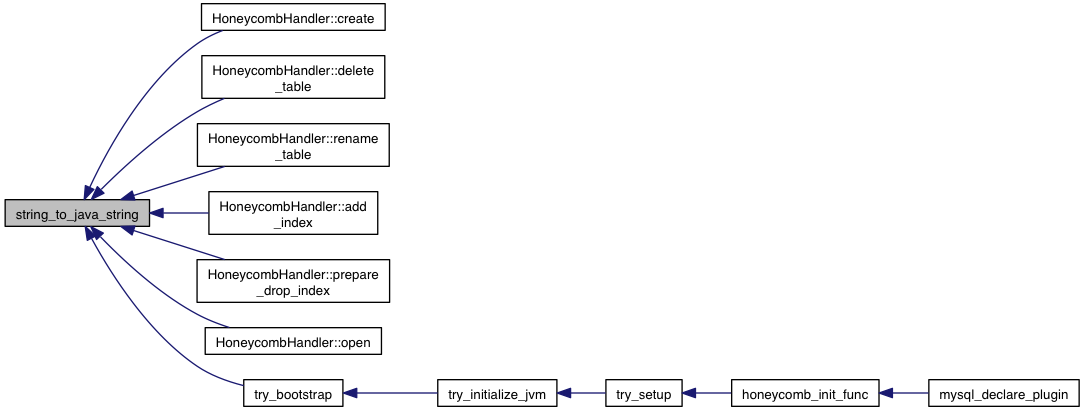 HoneycombHandler::create
HoneycombHandler::delete
_table
HoneycombHandler::rename
_table
string_to_java_string
HoneycombHandler::add
_index
HoneycombHandler::prepare
_drop_index
HoneycombHandler::open
try_bootstrap
try_initialize_jvm
try_setup
honeycomb_init_func
mysql_declare_plugin